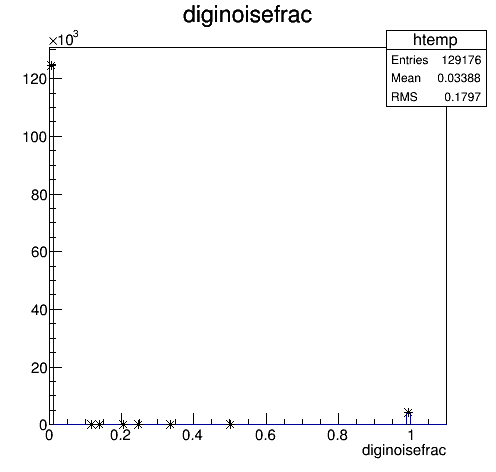 diginoisefrac
×10³
htemp
Entries 129176
Mean 0.03388
RMS 0.1797
120
100
80
60
40
20
0
0 0.2 0.4 0.6 0.8 1
diginoisefrac